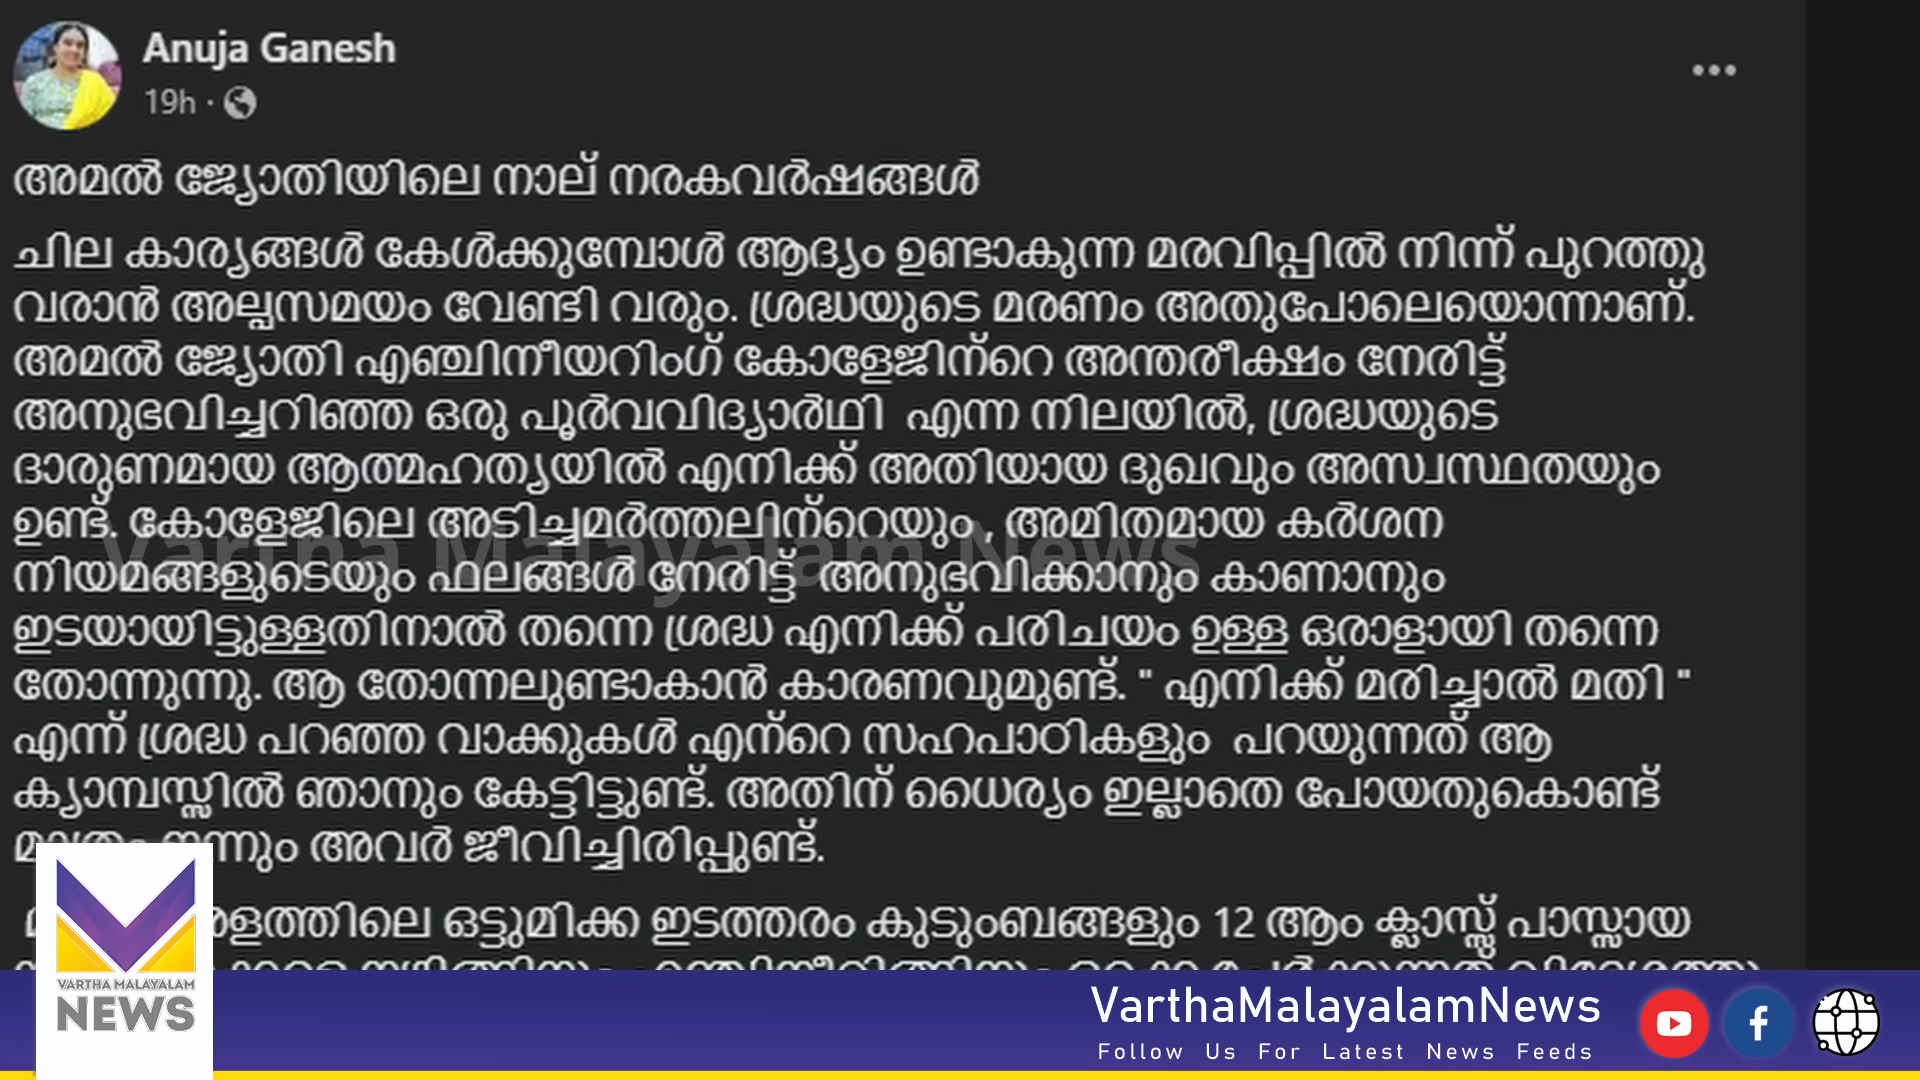 Anuja Ganesh
19h ·
അമൽ ജ്യോതിയിലെ നാല് നരകവർഷങ്ങൾ
ചില കാര്യങ്ങൾ കേൾക്കുമ്പോൾ ആദ്യം ഉണ്ടാകുന്ന മരവിപ്പിൽ നിന്ന് പുറത്തു
വരാൻ അല്പസമയം വേണ്ടി വരും. ശ്രദ്ധയുടെ മരണം അതുപോലെയൊന്നാണ്.
അമൽ ജ്യോതി എഞ്ചിനീയറിംഗ് കോളേജിന്റെ അന്തരീക്ഷം നേരിട്ട്
അനുഭവിച്ചറിഞ്ഞ ഒരു പൂർവവിദ്യാർഥി എന്ന നിലയിൽ, ശ്രദ്ധയുടെ
ദാരുണമായ ആത്മഹത്യയിൽ എനിക്ക് അതിയായ ദുഖവും അസ്വസ്ഥതയും
ഉണ്ട്. കോളേജിലെ അടിച്ചമർത്തലിന്റെയും , അമിതമായ കർശന
Vartha Malayalam News
നിയമങ്ങളുടെയും ഫലങ്ങൾ നേരിട്ട് അനുഭവിക്കാനും കാണാനും
ഇടയായിട്ടുള്ളതിനാൽ തന്നെ ശ്രദ്ധ എനിക്ക് പരിചയം ഉള്ള ഒരാളായി തന്നെ
തോന്നുന്നു. ആ തോന്നലുണ്ടാകാൻ കാരണവുമുണ്ട്. " എനിക്ക് മരിച്ചാൽ മതി "
എന്ന് ശ്രദ്ധ പറഞ്ഞ വാക്കുകൾ എന്റെ സഹപാഠികളും പറയുന്നത് ആ
ക്യാമ്പസ്സിൽ ഞാനും കേട്ടിട്ടുണ്ട്. അതിന് ധൈര്യം ഇല്ലാതെ പോയതുകൊണ്ട്
അവർ ജീവിച്ചിരിപ്പുണ്ട്.
ഒട്ടുമിക്ക ഇടത്തരം കുടുംബങ്ങളും 12 ആം ക്ലാസ്സ് പാസ്സായ
VARTHA MALAYALAM
NEWS
VarthaMalayalamNews
Follow Us For Latest News Feeds